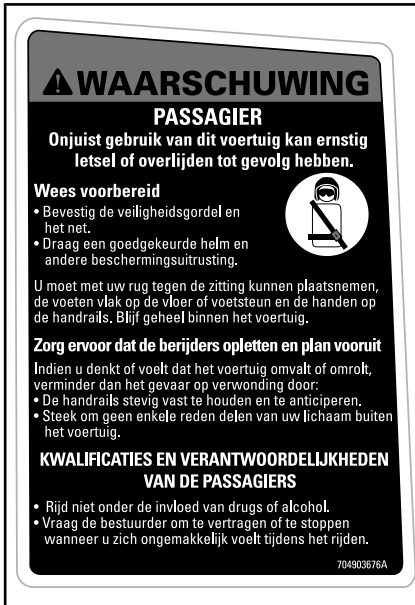 WAARSCHUWING
PASSAGIER
Onjuist gebruik van dit voertuig kan ernstig
letsel of overlijden tot gevolg hebben.
Wees voorbereid
• Bevestig de veiligheidsgordel en
het net.
• Draag een goedgekeurde helm en
andere beschermingsuitrusting.
U moet met uw rug tegen de zitting kunnen plaatsnemen,
de voeten vlak op de vloer of voetsteun en de handen op
de handrails. Blijf geheel binnen het voertuig.
Zorg ervoor dat de berijders opletten en plan vooruit
Indien u denkt of voelt dat het voertuig omvalt of omrolt,
verminder dan het gevaar op verwonding door:
• De handrails stevig vast te houden en te anticiperen.
• Steek om geen enkele reden delen van uw lichaam buiten
het voertuig.
KWALIFICATIES EN VERANTWOORDELIJKHEDEN
VAN DE PASSAGIERS
• Rijd niet onder de invloed van drugs of alcohol.
• Vraag de bestuurder om te vertragen of te stoppen
wanneer u zich ongemakkelijk voelt tijdens het rijden.
704903676A